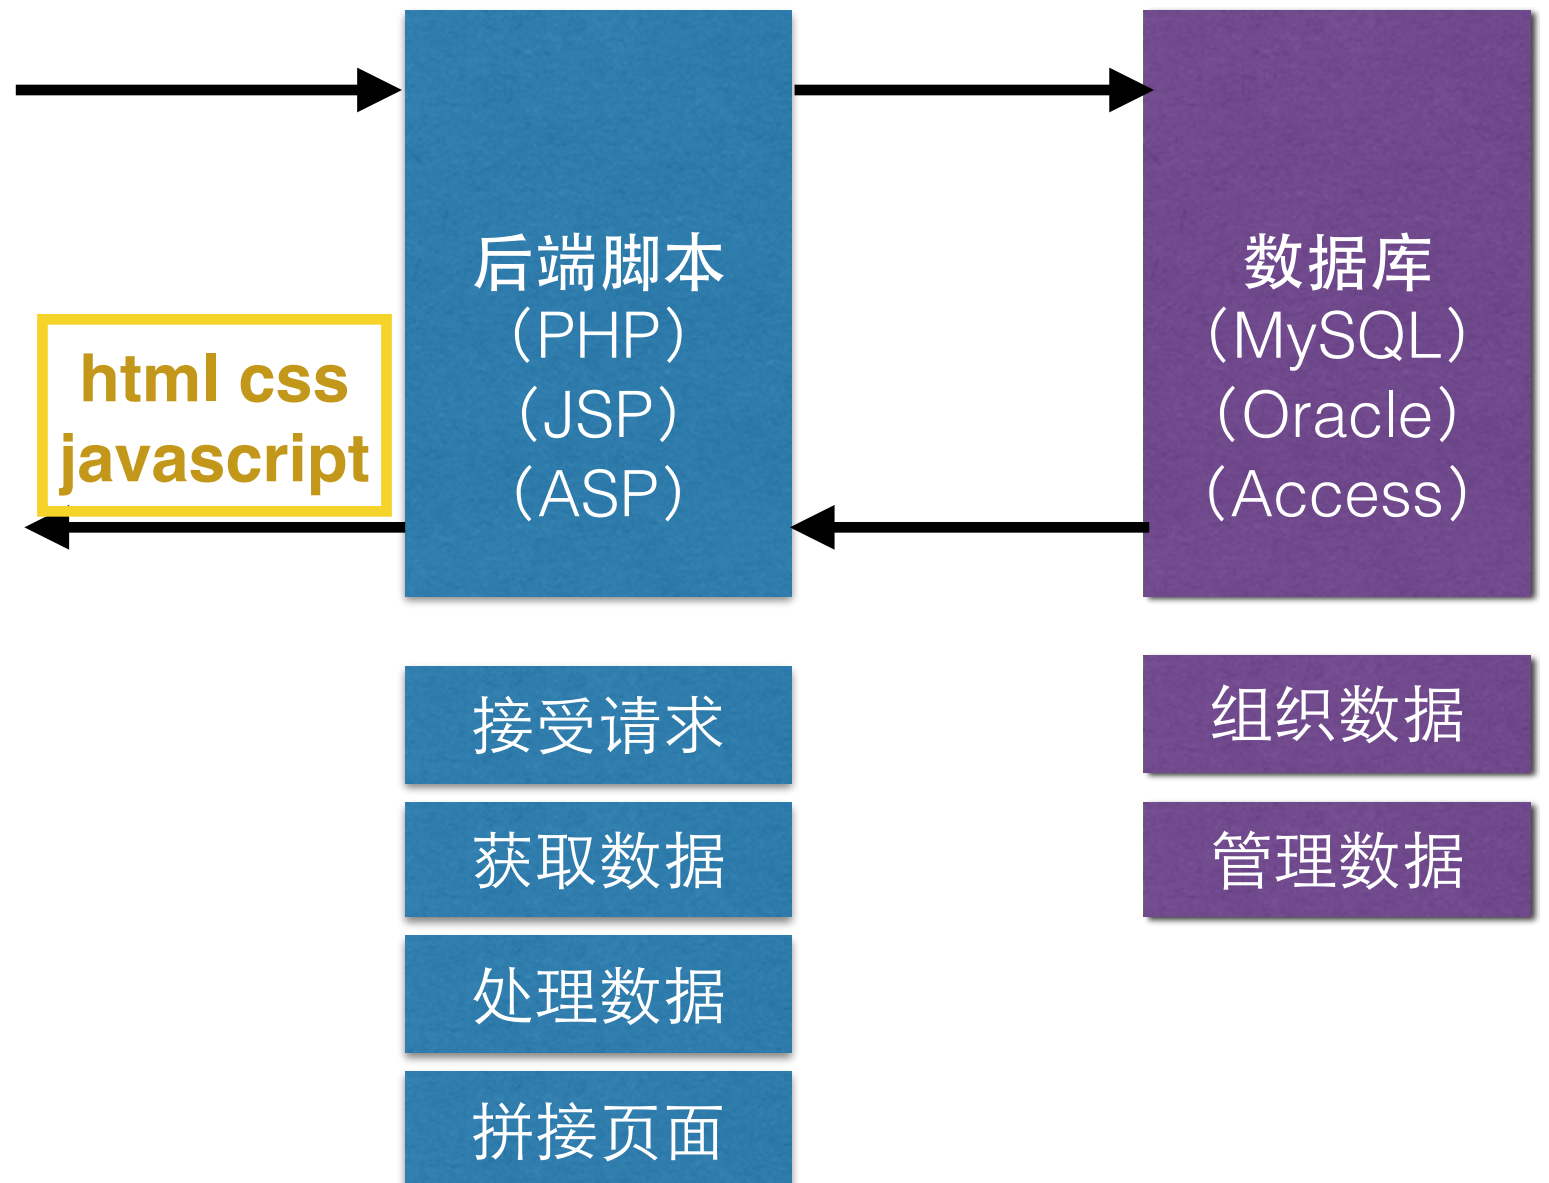 后端脚本
（PHP）
（JSP）
（ASP）
数据库
（MySQL）
（Oracle）
（Access）
html css
javascript
接受请求
获取数据
处理数据
拼接页面
组织数据
管理数据